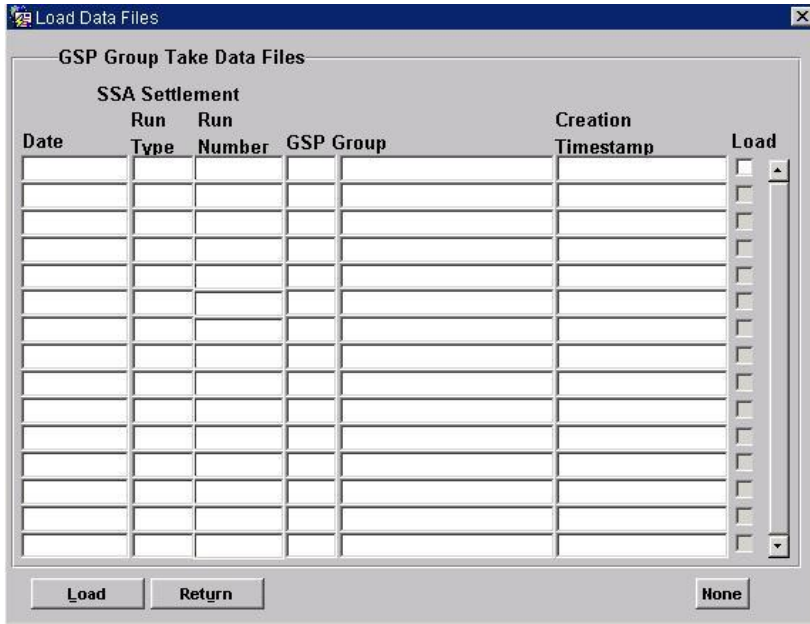 Load Data Files
GSP Group Take Data Files
SSA Settlement
Run Run Creation
Date Type Number GSP Group Timestamp Load
Load Return None